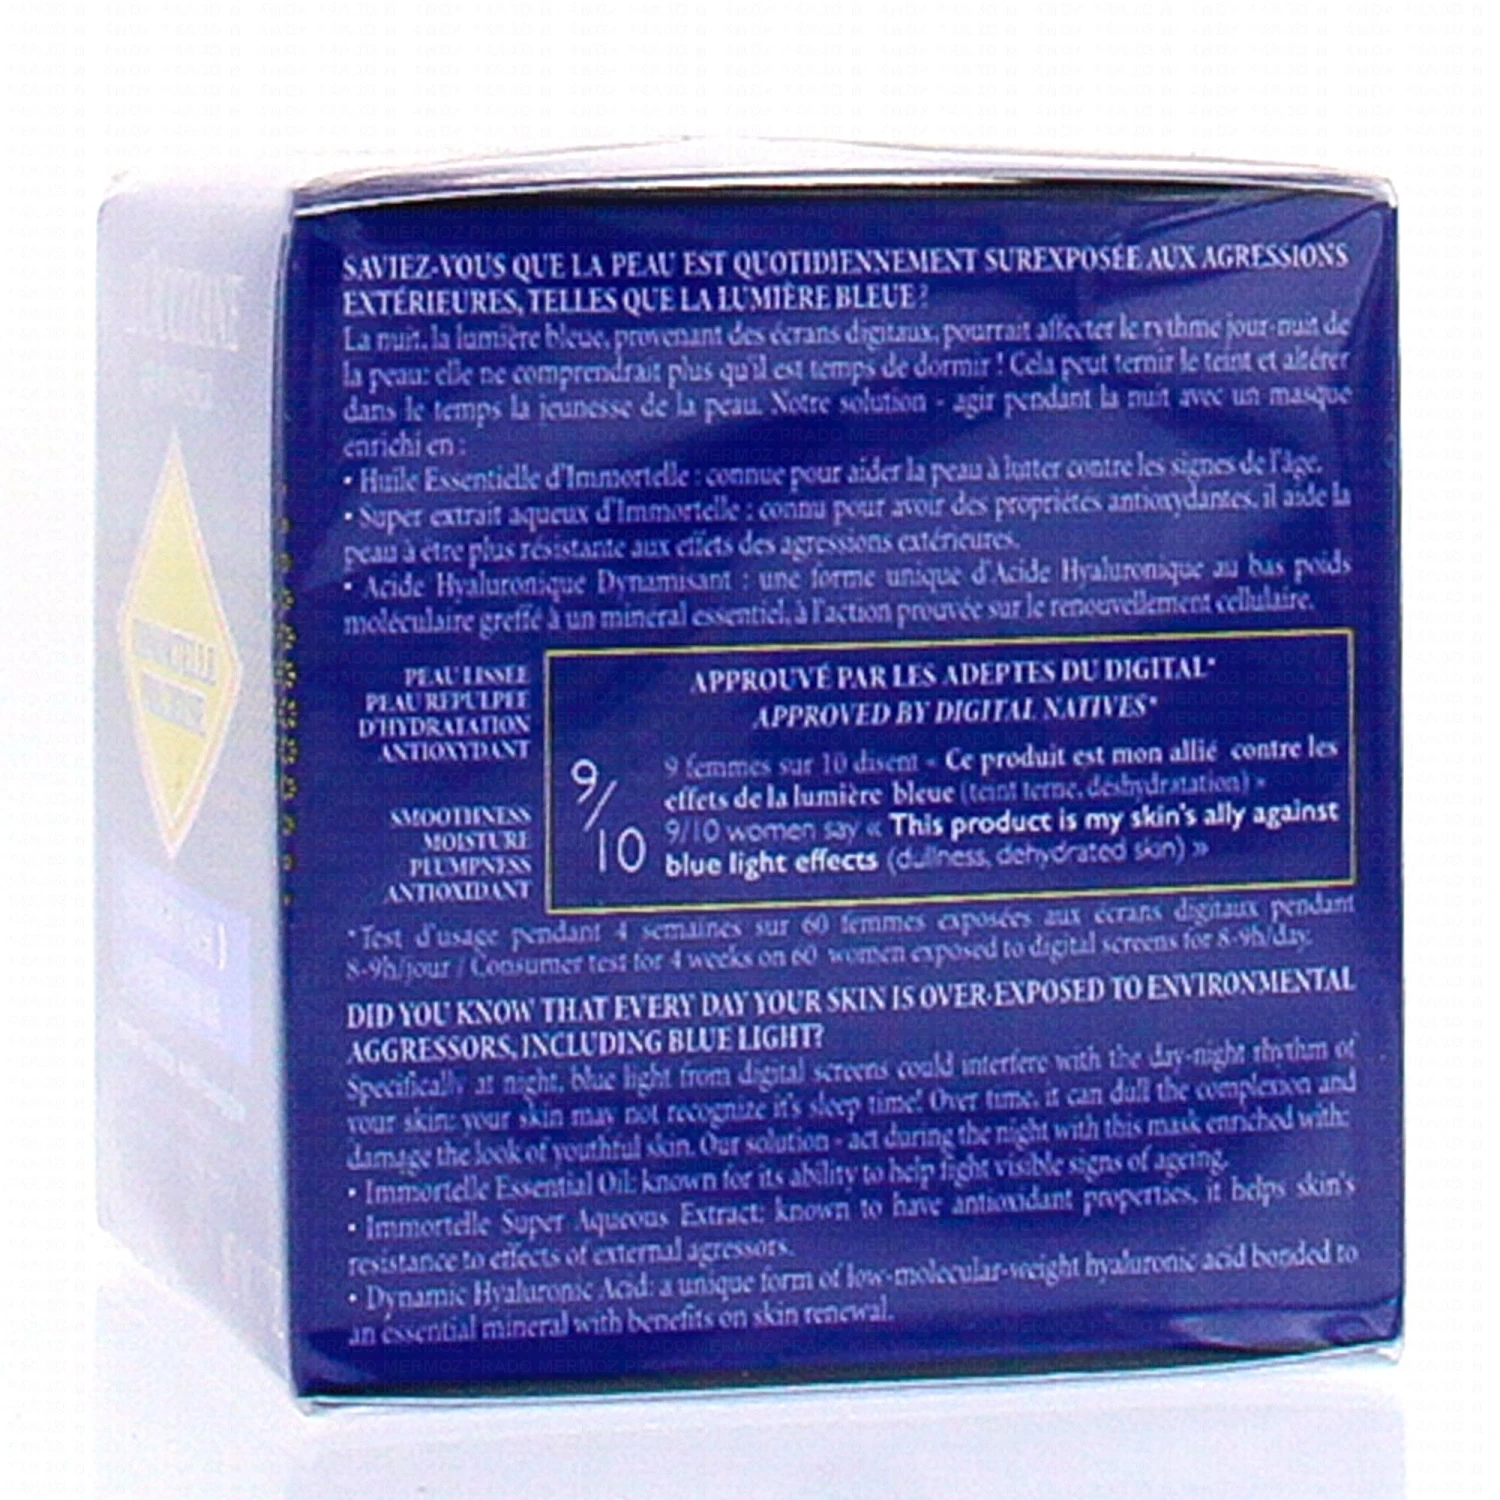 SAVIEZ-VOUS QUE LA PEAU EST QUOTIDIENNEMENT SUREXPOSÉE AUX AGRESSIONS
EXTÉRIEURES, TELLES QUE LA LUMIÈRE BLEUE ?
La nuit, la lumière bleue, provenant des écrans digitaux, pourrait affecter le rythme jour-nuit de
la peau: elle ne comprendrait plus qu'il est temps de dormir ! Cela peut ternir le teint et altérer
dans le temps la jeunesse de la peau. Notre solution - agir pendant la nuit avec un masque
enrichi en :
• Huile Essentielle d'Immortelle : connue pour aider la peau à lutter contre les signes de l'âge.
• Super extrait aqueux d'Immortelle : connu pour avoir des propriétés antioxydantes, il aide la
peau à être plus résistante aux effets des agressions extérieures.
• Acide Hyaluronique Dynamisant : une forme unique d'Acide Hyaluronique au bas poids
moléculaire greffé à un minéral essentiel, à l'action prouvée sur le renouvellement cellulaire.
PEAU LISSÉE
PEAU REPULPÉE
D'HYDRATATION
ANTIOXYDANT
SMOOTHNESS
MOISTURE
PLUMPNESS
ANTIOXIDANT
APPROUVÉ PAR LES ADEPTES DU DIGITAL*
APPROVED BY DIGITAL NATIVES*
9/10
9 femmes sur 10 disent « Ce produit est mon allié contre les
effets de la lumière bleue (teint terne, déshydratation) »
9/10 women say « This product is my skin's ally against
blue light effects (dullness, dehydrated skin) »
*Test d'usage pendant 4 semaines sur 60 femmes exposées aux écrans digitaux pendant
8-9h/jour / Consumer test for 4 weeks on 60 women exposed to digital screens for 8-9h/day.
DID YOU KNOW THAT EVERY DAY YOUR SKIN IS OVER-EXPOSED TO ENVIRONMENTAL
AGGRESSORS, INCLUDING BLUE LIGHT?
Specifically at night, blue light from digital screens could interfere with the day-night rhythm of
your skin: your skin may not recognize it's sleep time! Over time, it can dull the complexion and
damage the look of youthful skin. Our solution - act during the night with this mask enriched with:
• Immortelle Essential Oil: known for its ability to help fight visible signs of ageing.
• Immortelle Super Aqueous Extract: known to have antioxidant properties, it helps skin's
resistance to effects of external agressors.
• Dynamic Hyaluronic Acid: a unique form of low-molecular-weight hyaluronic acid bonded to
an essential mineral with benefits on skin renewal.